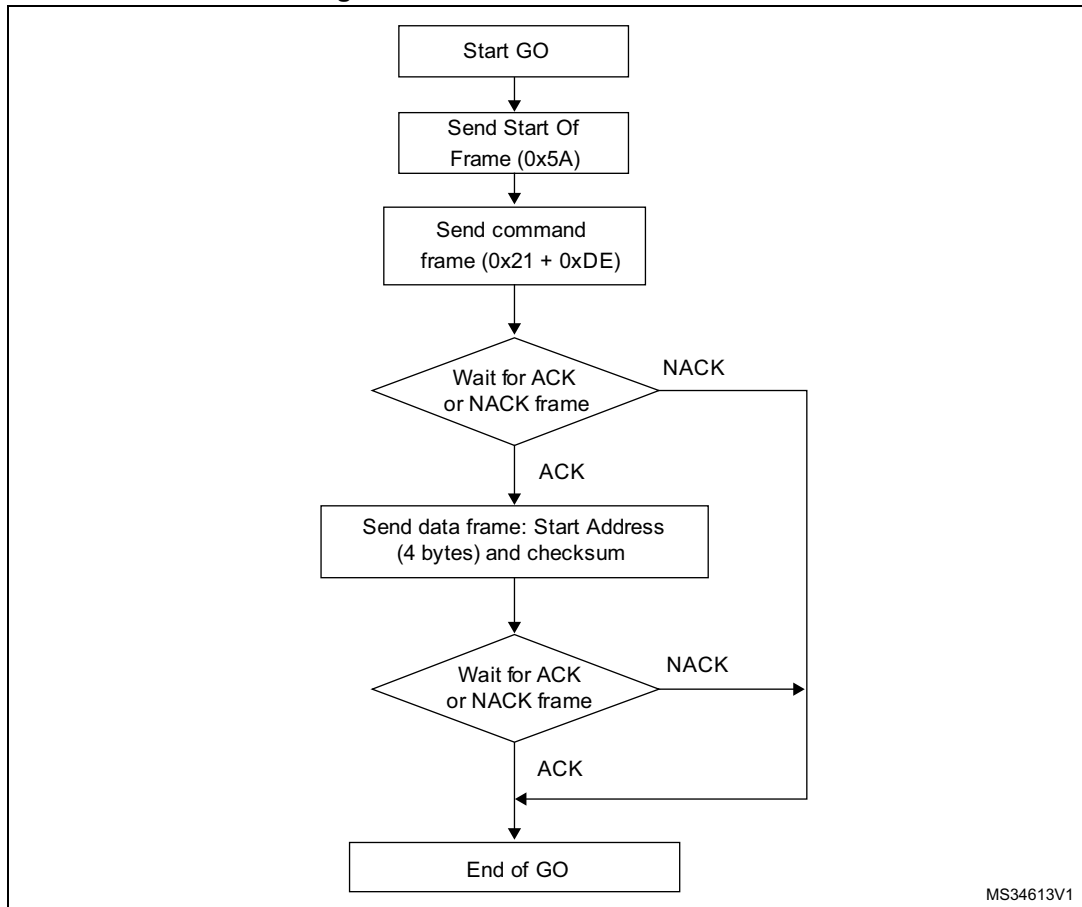 Start GO
Send Start Of
Frame (0x5A)
Send command
frame (0x21 + 0xDE)
Wait for ACK
or NACK frame
NACK
ACK
Send data frame: Start Address
(4 bytes) and checksum
Wait for ACK
or NACK frame
NACK
ACK
End of GO
MS34613V1